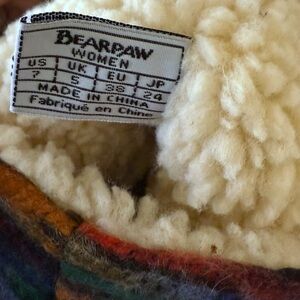 BEARPAW
WOMEN
US UK EU JP
7 5 38 24
MADE IN CHINA
Fabriqué en Chine